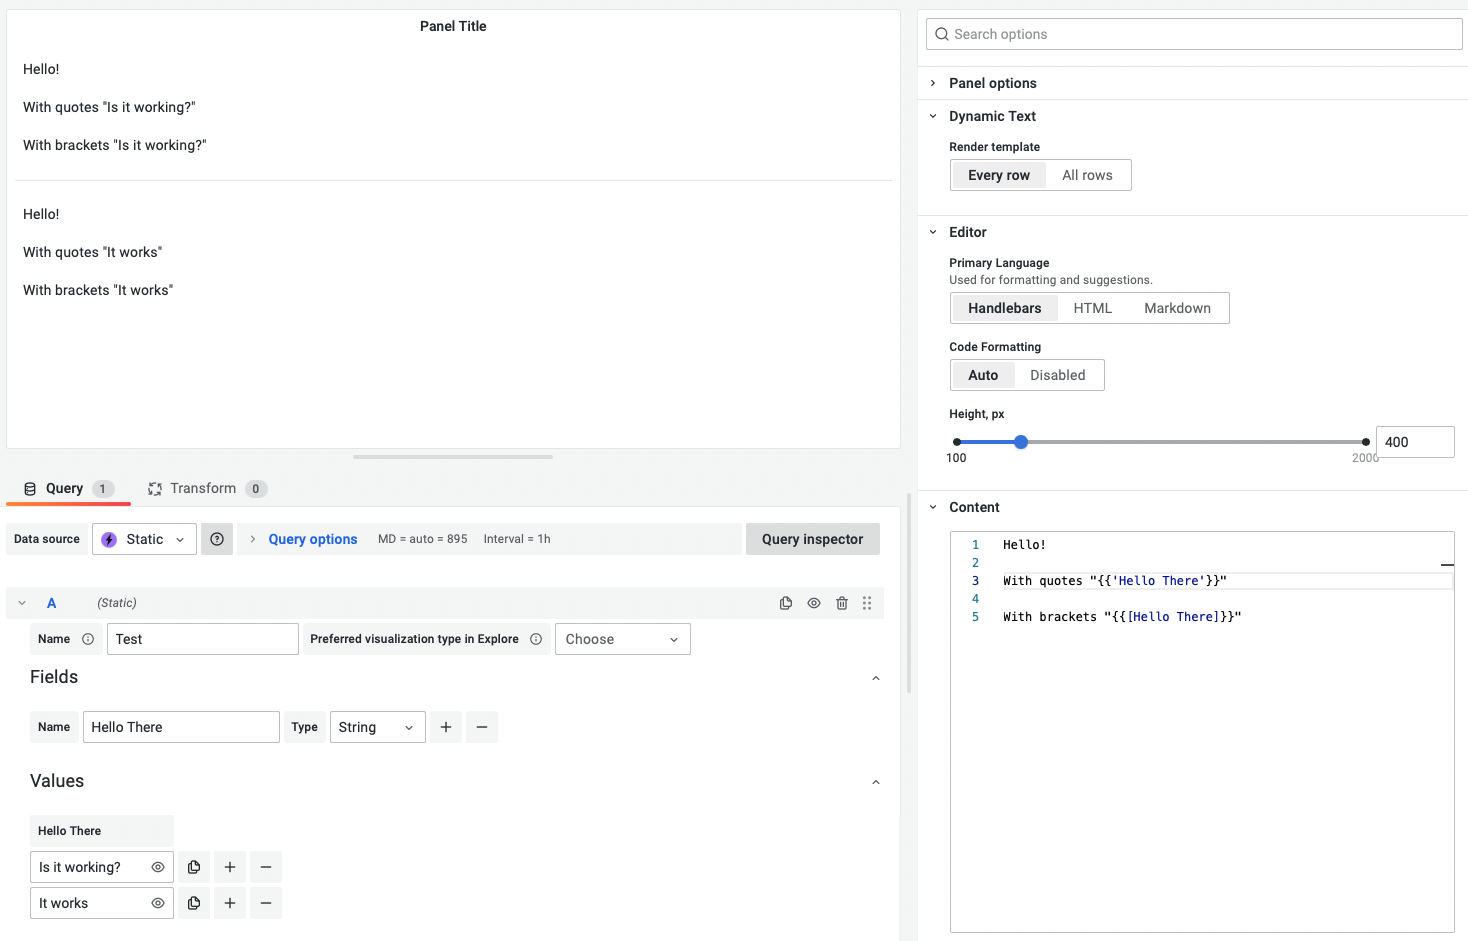 Panel Title
Hello!
With quotes "Is it working?"
With brackets "Is it working?"
Hello!
With quotes "It works"
With brackets "It works"
Query 1 Transform 0
Data source Static Query options MD = auto = 895 Interval = 1h Query inspector
A (Static)
Name Test Preferred visualization type in Explore Choose
Fields
Name Hello There Type String
Values
Hello There
Is it working?
It works
Search options
Panel options
Dynamic Text
Render template
Every row All rows
Editor
Primary Language
Used for formatting and suggestions.
Handlebars HTML Markdown
Code Formatting
Auto Disabled
Height, px
400
100 2000
Content
1 Hello!
2
3 With quotes "{{'Hello There'}}"
4
5 With brackets "{{[Hello There]}}"